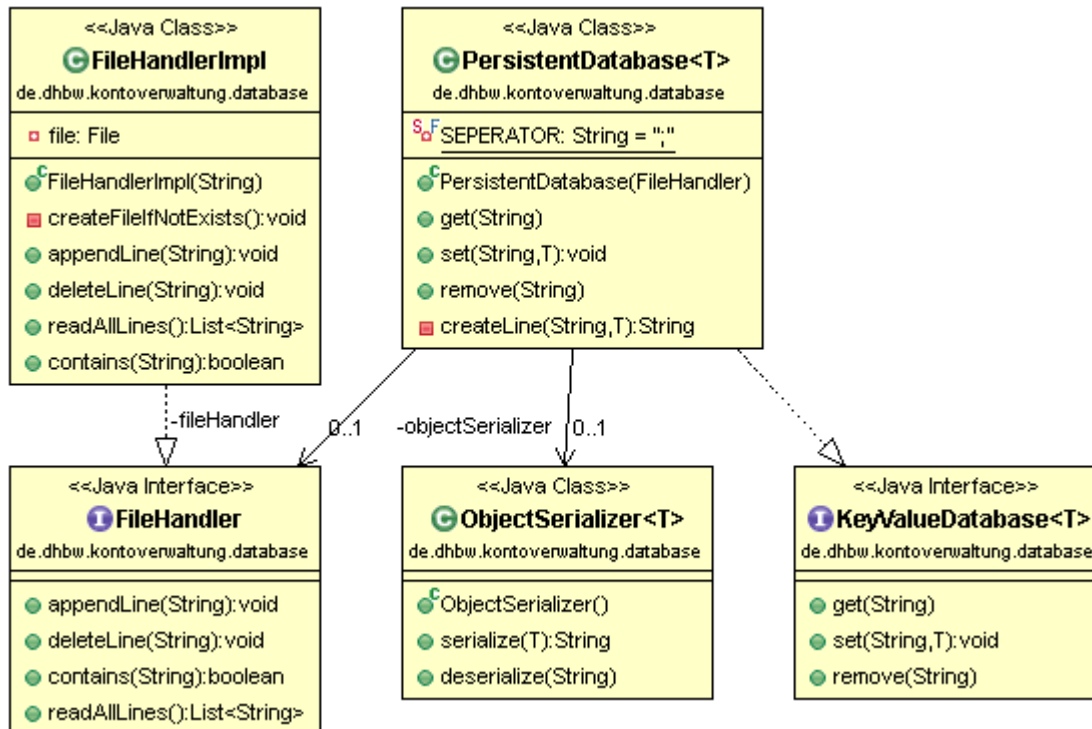 <<Java Class>>
FileHandlerImpl
de.dhbw.kontoverwaltung.database
file: File
FileHandlerImpl(String)
createFileIfNotExists():void
appendLine(String):void
deleteLine(String):void
readAllLines():List<String>
contains(String):boolean
<<Java Class>>
PersistentDatabase<T>
de.dhbw.kontoverwaltung.database
SEPERATOR: String = ";"
PersistentDatabase(FileHandler)
get(String)
set(String,T):void
remove(String)
createLine(String,T):String
-fileHandler
0..1
-objectSerializer
0..1
<<Java Interface>>
FileHandler
de.dhbw.kontoverwaltung.database
appendLine(String):void
deleteLine(String):void
contains(String):boolean
readAllLines():List<String>
<<Java Class>>
ObjectSerializer<T>
de.dhbw.kontoverwaltung.database
ObjectSerializer()
serialize(T):String
deserialize(String)
<<Java Interface>>
KeyValueDatabase<T>
de.dhbw.kontoverwaltung.database
get(String)
set(String,T):void
remove(String)